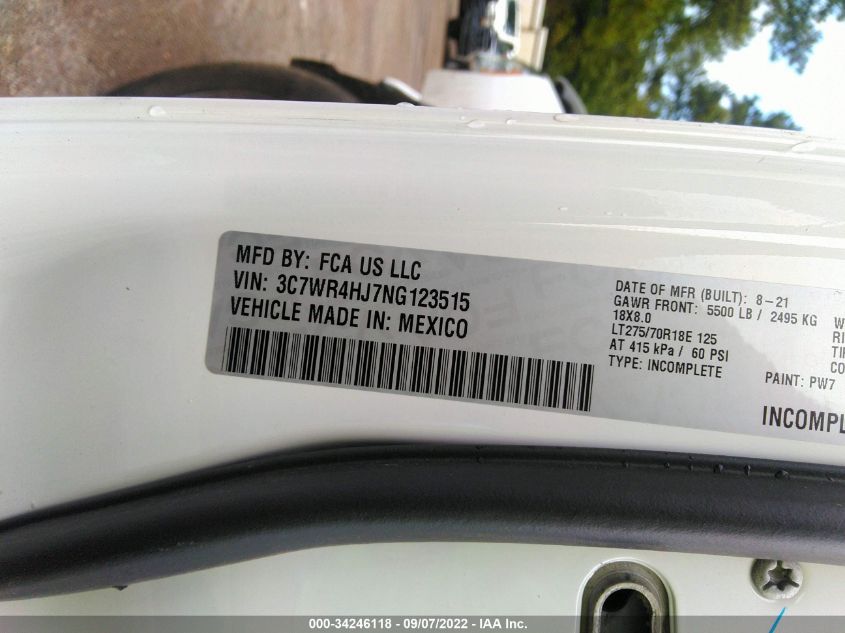 MFD BY: FCA US LLC
VIN: 3C7WR4HJ7NG123515
VEHICLE MADE IN: MEXICO
DATE OF MFR (BUILT): 8-21
GAWR FRONT: 5500 LB / 2495 KG
18X8.0
LT275/70R18E 125
AT 415 kPa / 60 PSI
TYPE: INCOMPLETE
PAINT: PW7
000-34246118 - 09/07/2022 - IAA Inc.